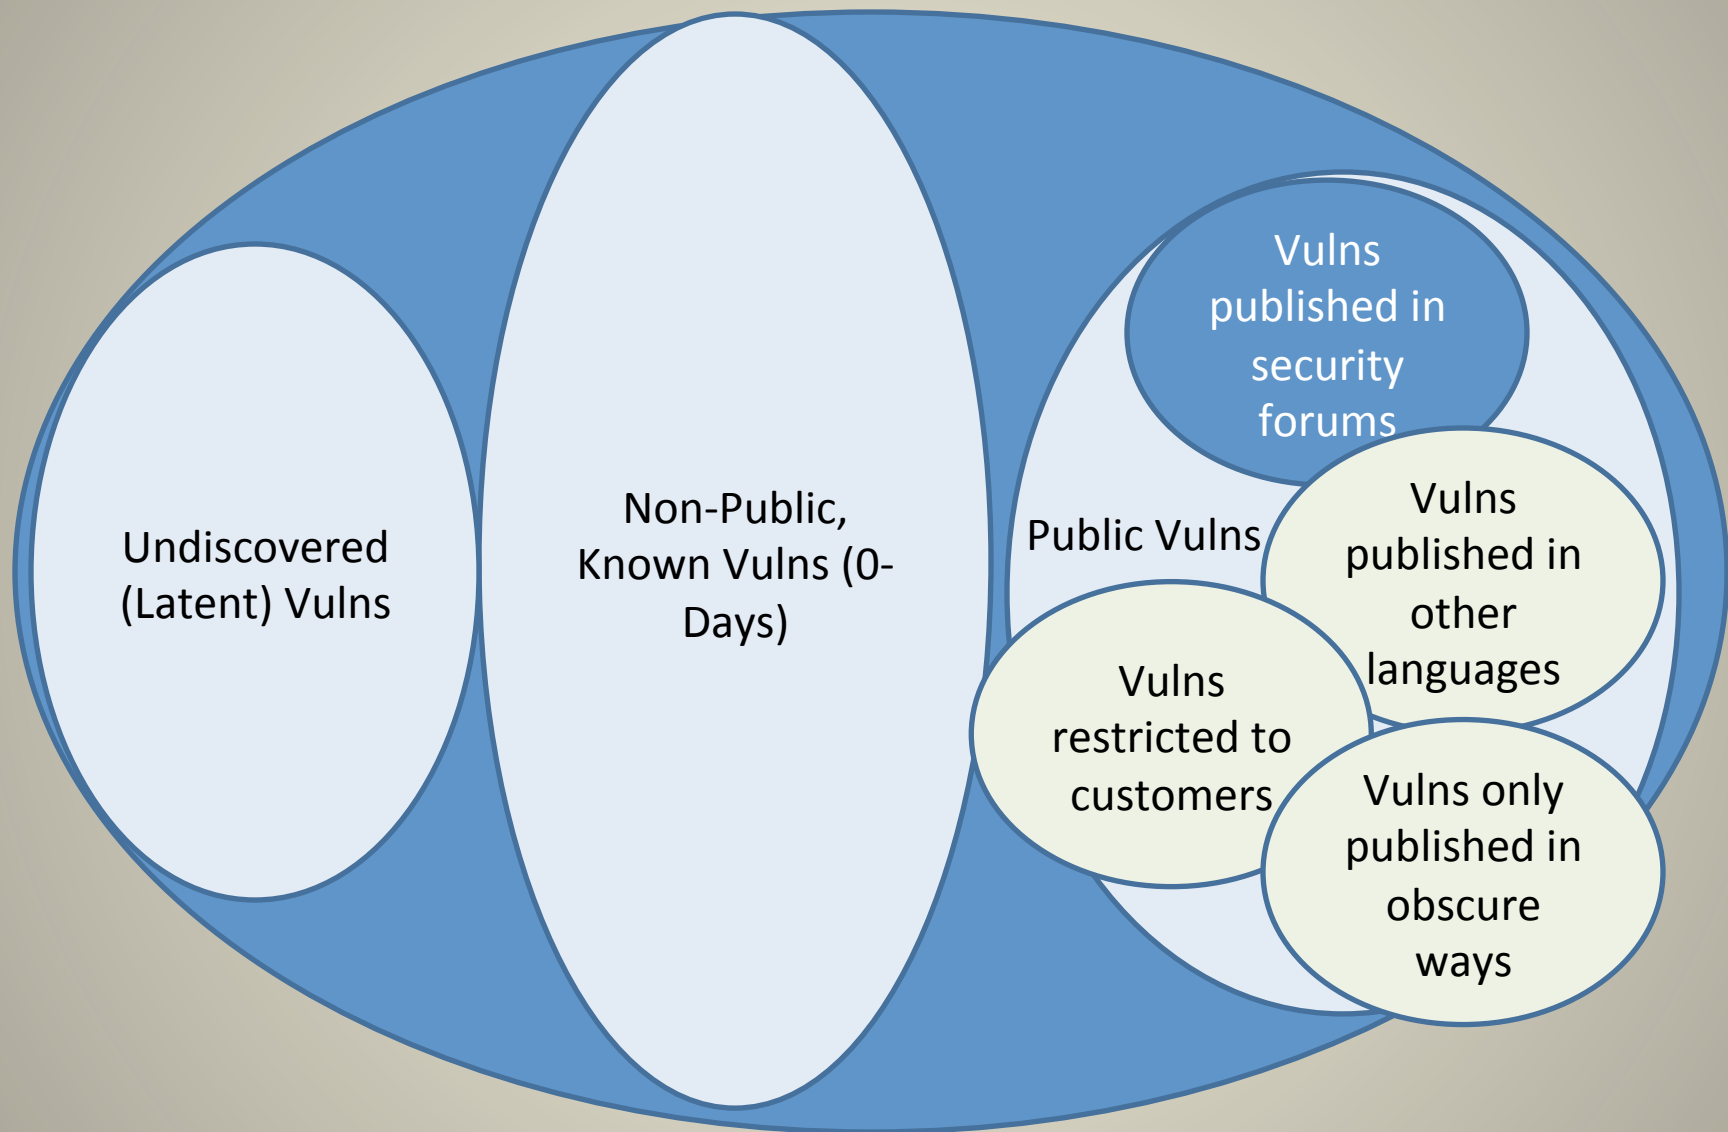 Undiscovered
(Latent) Vulns
Non-Public,
Known Vulns (0-
Days)
Public Vulns
Vulns
published in
security
forums
Vulns
published in
other
languages
Vulns
restricted to
customers
Vulns only
published in
obscure
ways